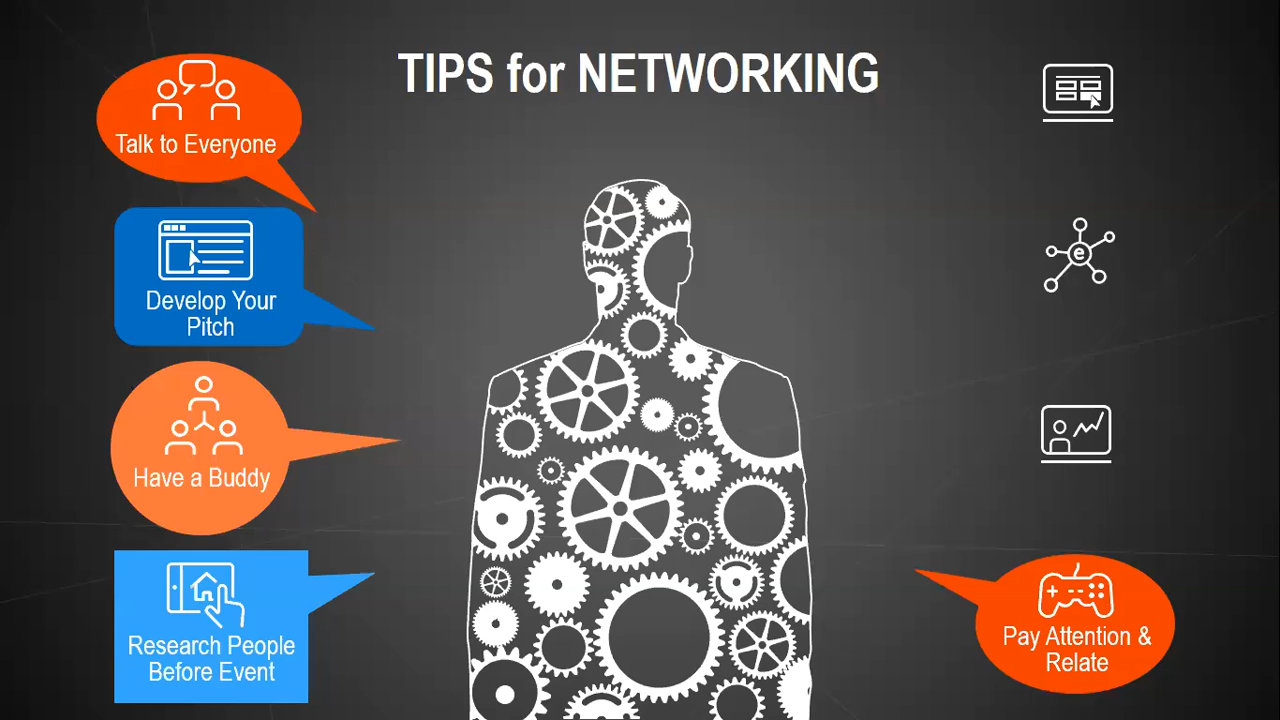 TIPS for NETWORKING
Talk to Everyone
Develop Your
Pitch
Have a Buddy
Research People
Before Event
e
Pay Attention &
Relate